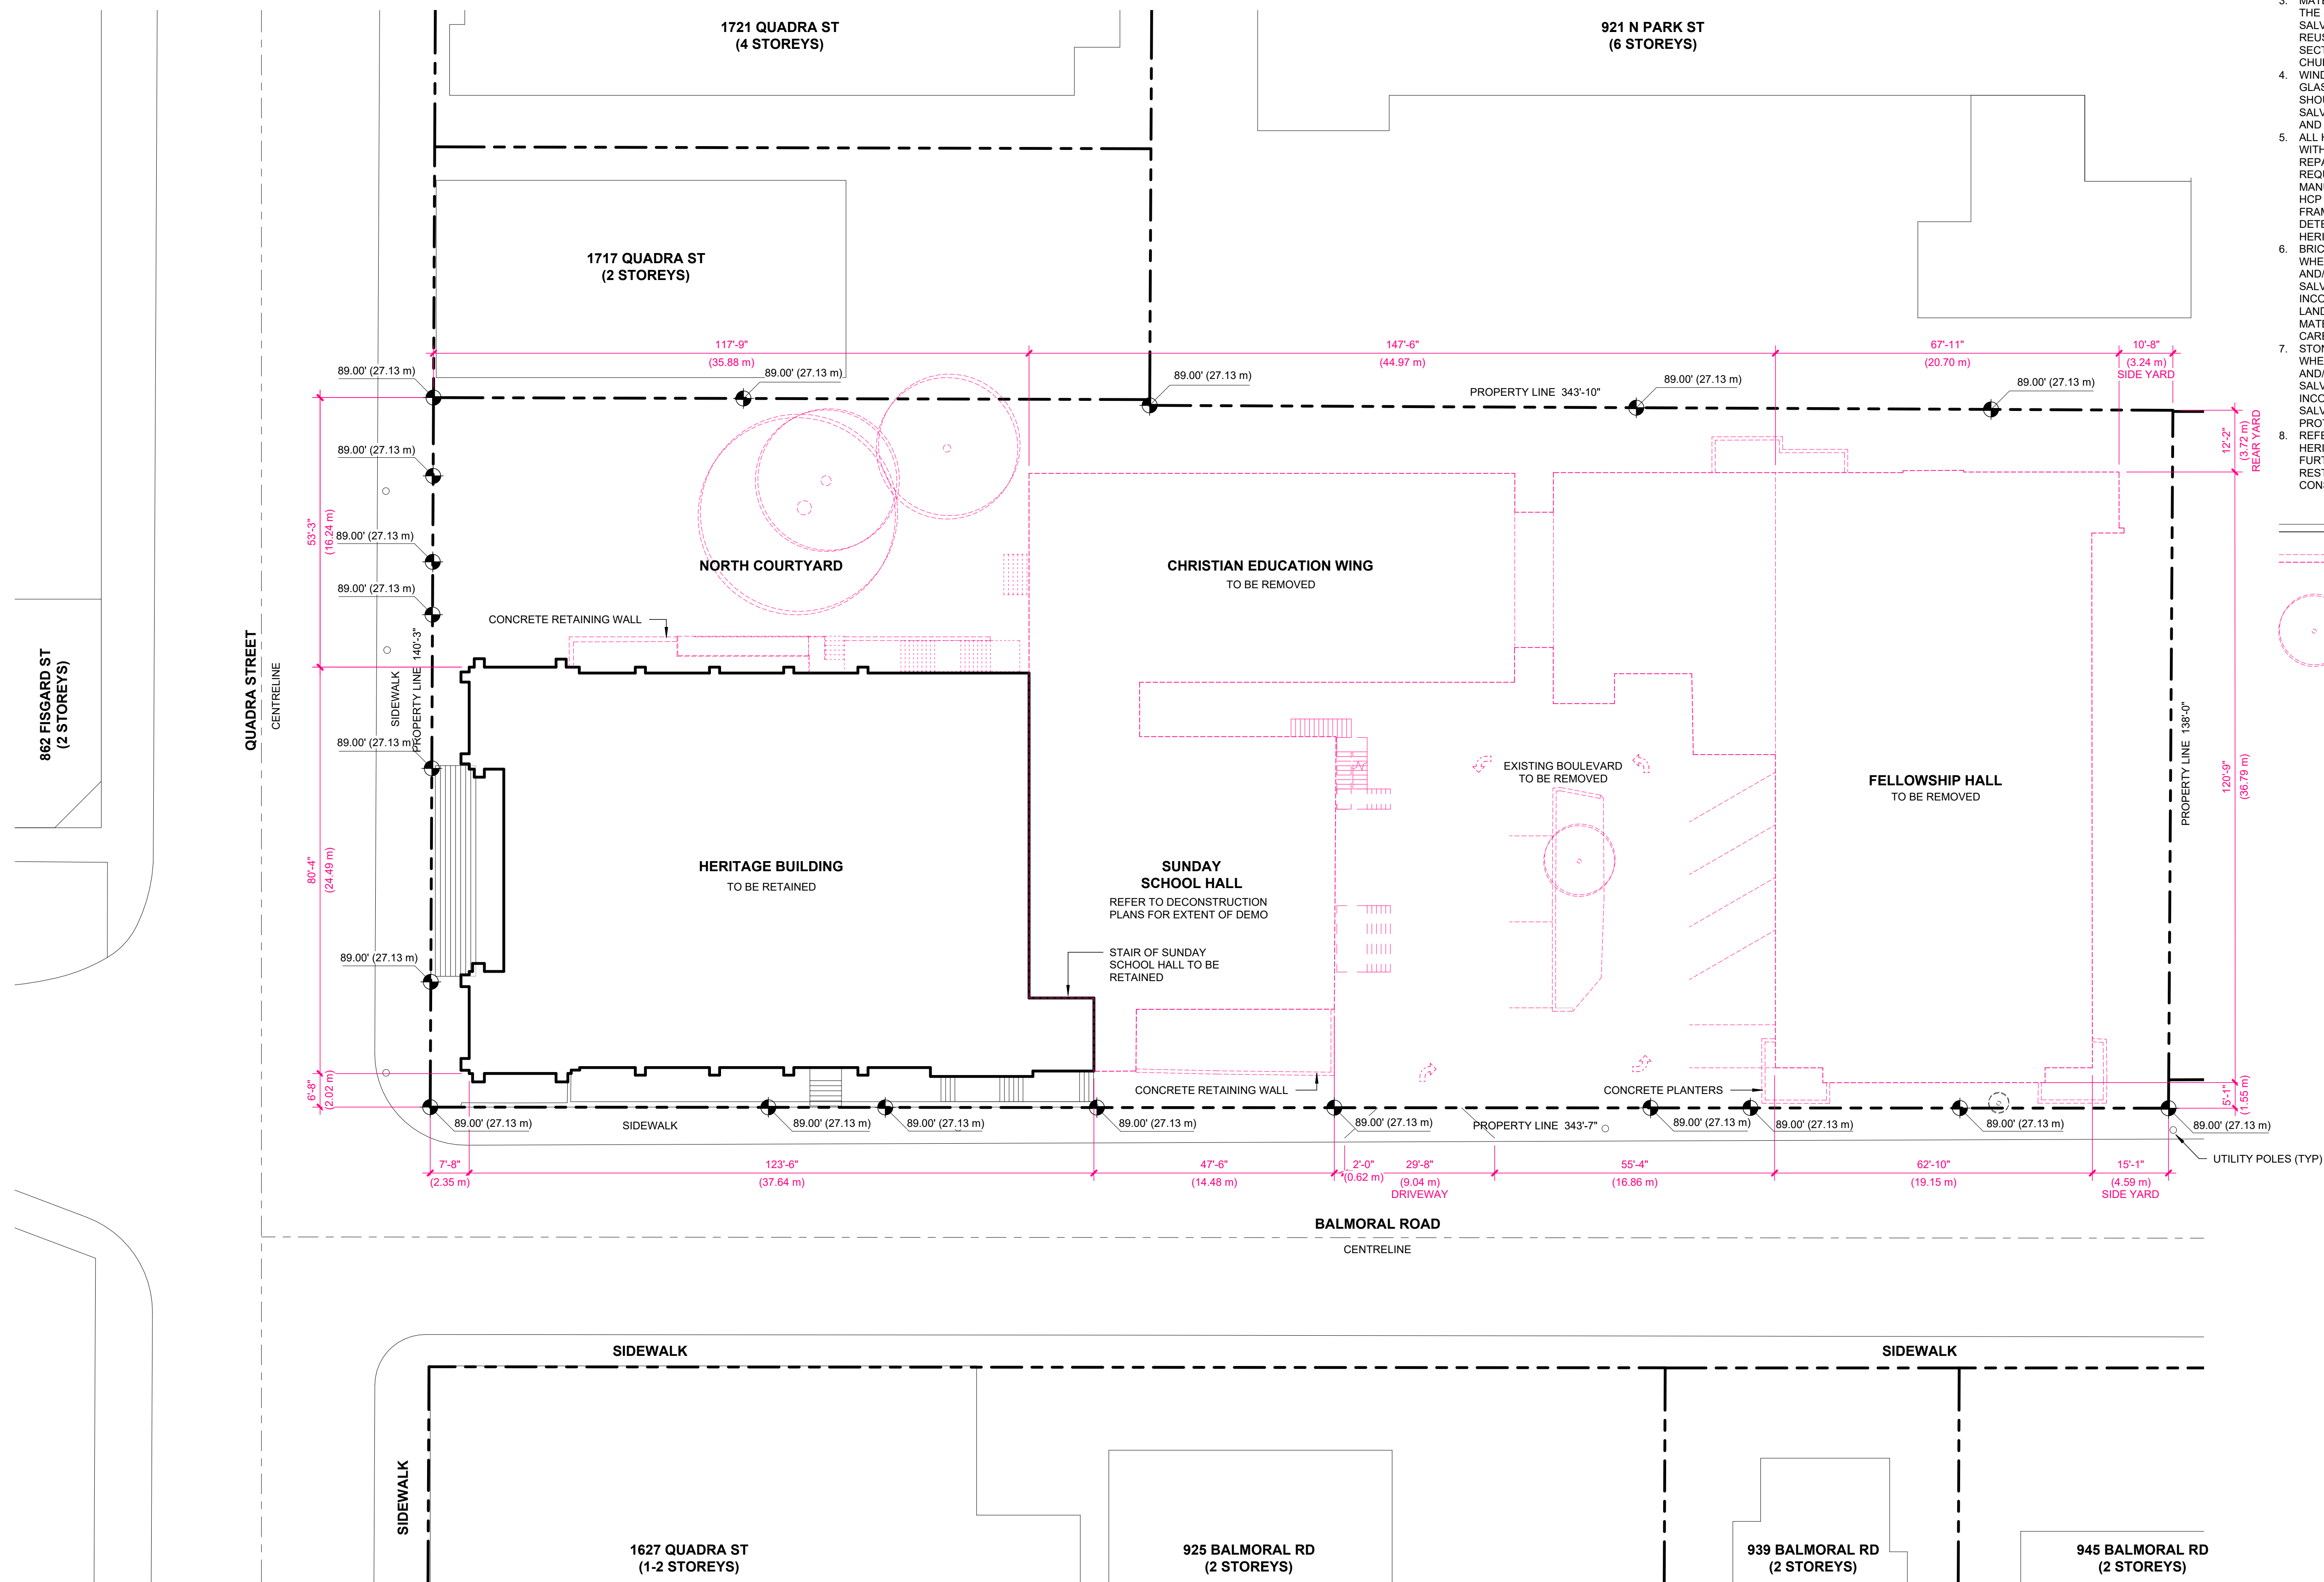 1721 QUADRA ST
(4 STOREYS)
921 N PARK ST
(6 STOREYS)
1717 QUADRA ST
(2 STOREYS)
117'-9"
(35.88 m)
147'-6"
(44.97 m)
67'-11"
(20.70 m)
10'-8"
(3.24 m)
SIDE YARD
89.00' (27.13 m)
89.00' (27.13 m)
89.00' (27.13 m)
89.00' (27.13 m)
89.00' (27.13 m)
PROPERTY LINE 343'-10"
12'-2"
(3.72 m)
REAR YARD
89.00' (27.13 m)
89.00' (27.13 m)
89.00' (27.13 m)
53'-3"
(16.24 m)
NORTH COURTYARD
CHRISTIAN EDUCATION WING
TO BE REMOVED
CONCRETE RETAINING WALL
862 FISGARD ST
(2 STOREYS)
QUADRA STREET
CENTRELINE
SIDEWALK
PROPERTY LINE 140'-3"
89.00' (27.13 m)
EXISTING BOULEVARD
TO BE REMOVED
FELLOWSHIP HALL
TO BE REMOVED
PROPERTY LINE 138'-0"
120'-9"
(36.79 m)
80'-4"
(24.49 m)
HERITAGE BUILDING
TO BE RETAINED
SUNDAY
SCHOOL HALL
REFER TO DECONSTRUCTION
PLANS FOR EXTENT OF DEMO
STAIR OF SUNDAY
SCHOOL HALL TO BE
RETAINED
89.00' (27.13 m)
6'-8"
(2.02 m)
CONCRETE RETAINING WALL
CONCRETE PLANTERS
5'-1"
(1.55 m)
89.00' (27.13 m)
SIDEWALK
89.00' (27.13 m)
89.00' (27.13 m)
89.00' (27.13 m)
89.00' (27.13 m)
PROPERTY LINE 343'-7"
89.00' (27.13 m)
89.00' (27.13 m)
89.00' (27.13 m)
89.00' (27.13 m)
UTILITY POLES (TYP)
7'-8"
(2.35 m)
123'-6"
(37.64 m)
47'-6"
(14.48 m)
2'-0"
(0.62 m)
29'-8"
(9.04 m)
DRIVEWAY
55'-4"
(16.86 m)
62'-10"
(19.15 m)
15'-1"
(4.59 m)
SIDE YARD
BALMORAL ROAD
CENTRELINE
SIDEWALK
SIDEWALK
SIDEWALK
1627 QUADRA ST
(1-2 STOREYS)
925 BALMORAL RD
(2 STOREYS)
939 BALMORAL RD
(2 STOREYS)
945 BALMORAL RD
(2 STOREYS)
THE
4.
AND
5.
HCP
6.
7.
8.